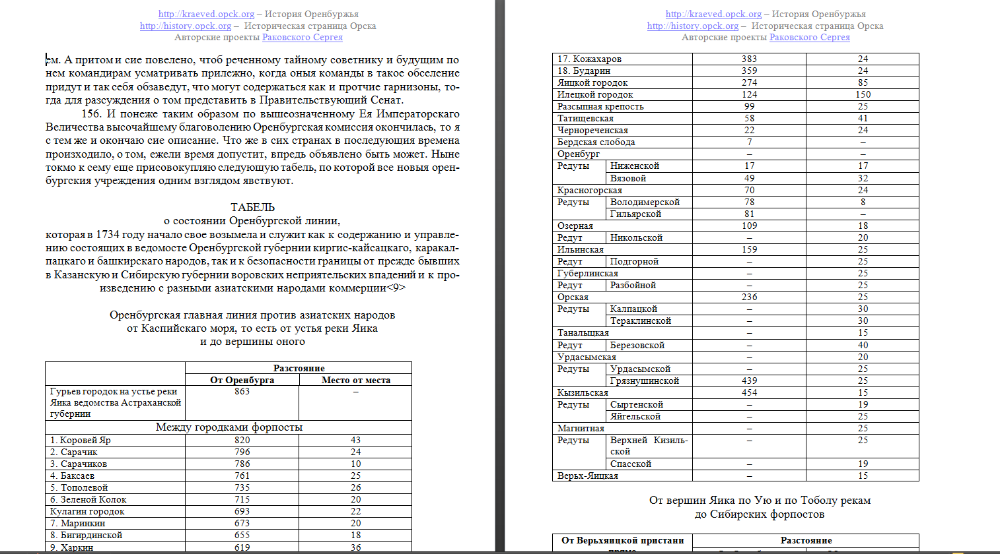 http://kraeved.opck.org – История Оренбуржья
http://history.opck.org – Историческая страница Орска
Авторские проекты Раковского Сергея
ем. А притом и сие повелено, чтоб реченному тайному советнику и будущим по
нем командирам усматривать прилежно, когда оныя команды в такое обселение
придут и так себя обзаведут, что могут содержаться как и протчие гарнизоны, то-
гда для разсуждения о том представить в Правительствующий Сенат.
156. И понеже таким образом по вышеозначенному Ея Императорскаго
Величества высочайшему благоволению Оренбургская комиссия окончилась, то я
с тем же и окончаю сие описание. Что же в сих странах в последующия времена
произходило, о том, ежели время допустит, впредь объявлено быть может. Ныне
токмо к сему еще присовокупляю следующую табель, по которой все новыя орен-
бургския учреждения одним взглядом явствуют.
ТАБЕЛЬ
о состоянии Оренбургской линии,
которая в 1734 году начало свое возымела и служит как к содержанию и управле-
нию состоящих в ведомосте Оренбургской губернии киргис-кайсацкаго, каракал-
пацкаго и башкирскаго народов, так и к безопасности границы от прежде бывших
в Казанскую и Сибирскую губернии воровских неприятельских впадений и к про-
изведению с разными азиатскими народами коммерции<9>
Оренбургская главная линия против азиатских народов
от Каспийскаго моря, то есть от устья реки Яика
и до вершины оного
Разстояние
От Оренбурга Место от места
Гурьев городок на устье реки 863 –
Яика ведомства Астраханской
губернии
Между городками форпосты
1. Коровей Яр 820 43
2. Сарачик 796 24
3. Сарачиков 786 10
4. Баксаев 761 25
5. Тополевой 735 26
6. Зеленой Колок 715 20
Кулагин городок 693 22
7. Маринкин 673 20
8. Бигирдинской 655 18
9. Харкин 619 36
http://kraeved.opck.org – История Оренбуржья
http://history.opck.org – Историческая страница Орска
Авторские проекты Раковского Сергея
17. Кожахаров 383 24
18. Бударин 359 24
Яицкой городок 274 85
Илецкой городок 124 150
Разсыпная крепость 99 25
Татищевская 58 41
Чернореченская 22 24
Бердская слобода 7 –
Оренбург – –
Редуты Ниженской 17 17
Вязовой 49 32
Красногорская 70 24
Редуты Володимерской 78 8
Гильярской 81 –
Озерная 109 18
Редут Никольской – 20
Ильинская 159 25
Редут Подгорной – 25
Губерлинская – 25
Редут Разбойной – 25
Орская 236 25
Редуты Калпацкой – 30
Тераклинской – 30
Таналыцкая – 15
Редут Березовской – 40
Урдасымская – 20
Редуты Урдасымской – 25
Грязнушинской 439 25
Кызильская 454 15
Редуты Сыртенской – 19
Яйгельской – 25
Магнитная – 25
Редуты Верхней Кизиль- – 25
ской
Спасской – 19
Верьх-Яицкая – 15
От вершин Яика по Ую и по Тоболу рекам
до Сибирских форпостов
От Верьхяицкой пристани Разстояние